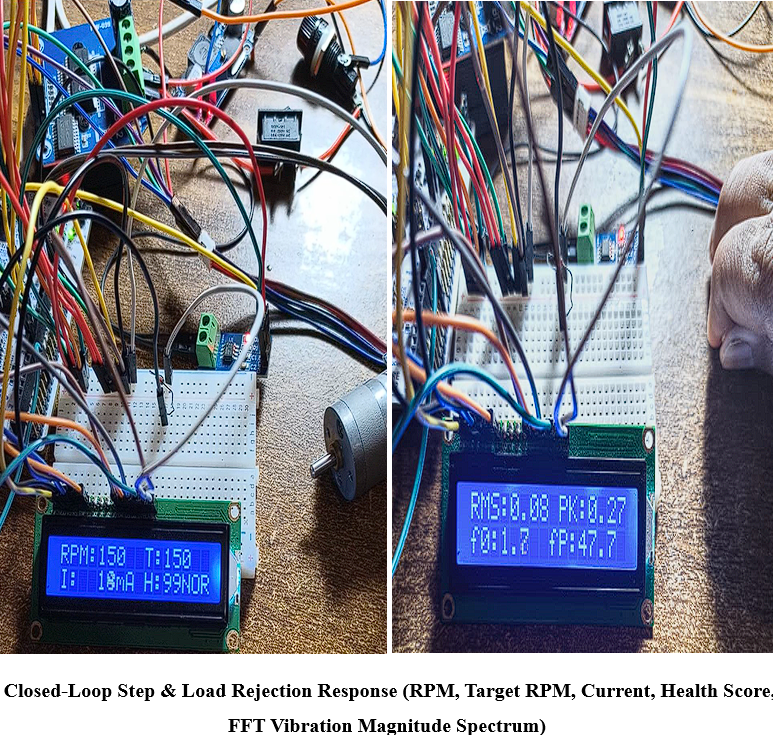 RPM:150 T:150
mA H:99NOR
RMS:0.08 PK:0.27
f0:1.7 fP:47.7
Closed-Loop Step & Load Rejection Response (RPM, Target RPM, Current, Health Score,
FFT Vibration Magnitude Spectrum)